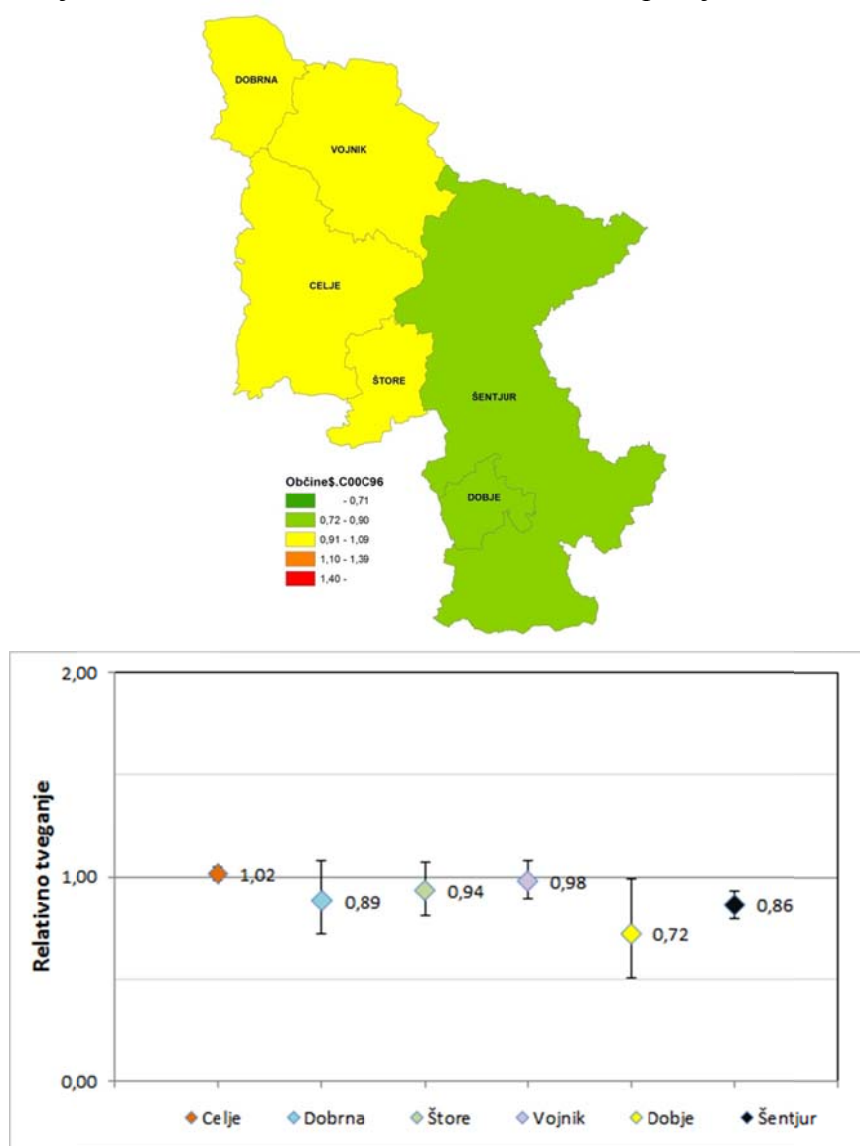 DOBRNA
VOJNIK
CELJE
ŠTORE
ŠENTJUR
DOBJE
Občine$.C00C96
- 0,71
0,72 - 0,90
0,91 - 1,09
1,10 - 1,39
1,40 -
Relativno tveganje
2,00
1,00
0,00
1,02
0,89
0,94
0,98
0,72
0,86
Celje Dobrna Štore Vojnik Dobje Šentjur